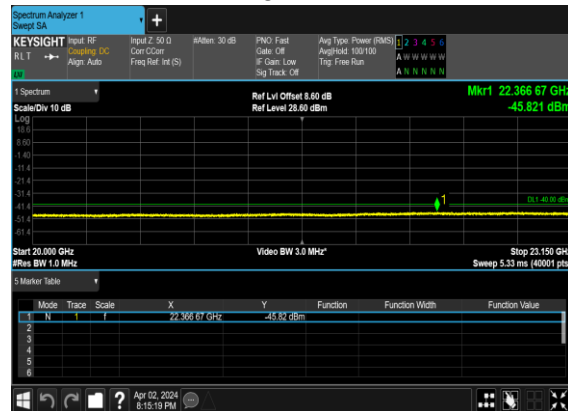 Spectrum Analyzer 1
Swept SA
+
KEYSIGHT Input: RF Input Z: 50 Ω #Atten: 30 dB PNO: Fast Avg Type: Power (RMS) 1 2 3 4 5 6
RLT Coupling: DC Corr CCorr Gate: Off Avg|Hold: 100/100 A W W W W W
Align: Auto Freq Ref: Int (S) IF Gain: Low Trig: Free Run
Sig Track: Off A N N N N N
LXI
1 Spectrum Ref Lvl Offset 8.60 dB Mkr1 22.366 67 GHz
Scale/Div 10 dB Ref Level 28.60 dBm -45.821 dBm
Log
18.6
8.60
-1.40
-11.4
-21.4
-31.4
-41.4
-51.4
-61.4
1
DL1 -40.00 dBm
Start 20.000 GHz Video BW 3.0 MHz* Stop 23.150 GHz
#Res BW 1.0 MHz Sweep 5.33 ms (40001 pts)
5 Marker Table
Mode Trace Scale X Y Function Function Width Function Value
1 N 1 f 22.366 67 GHz -45.82 dBm
2
3
4
5
6
? Apr 02, 2024
8:15:19 PM